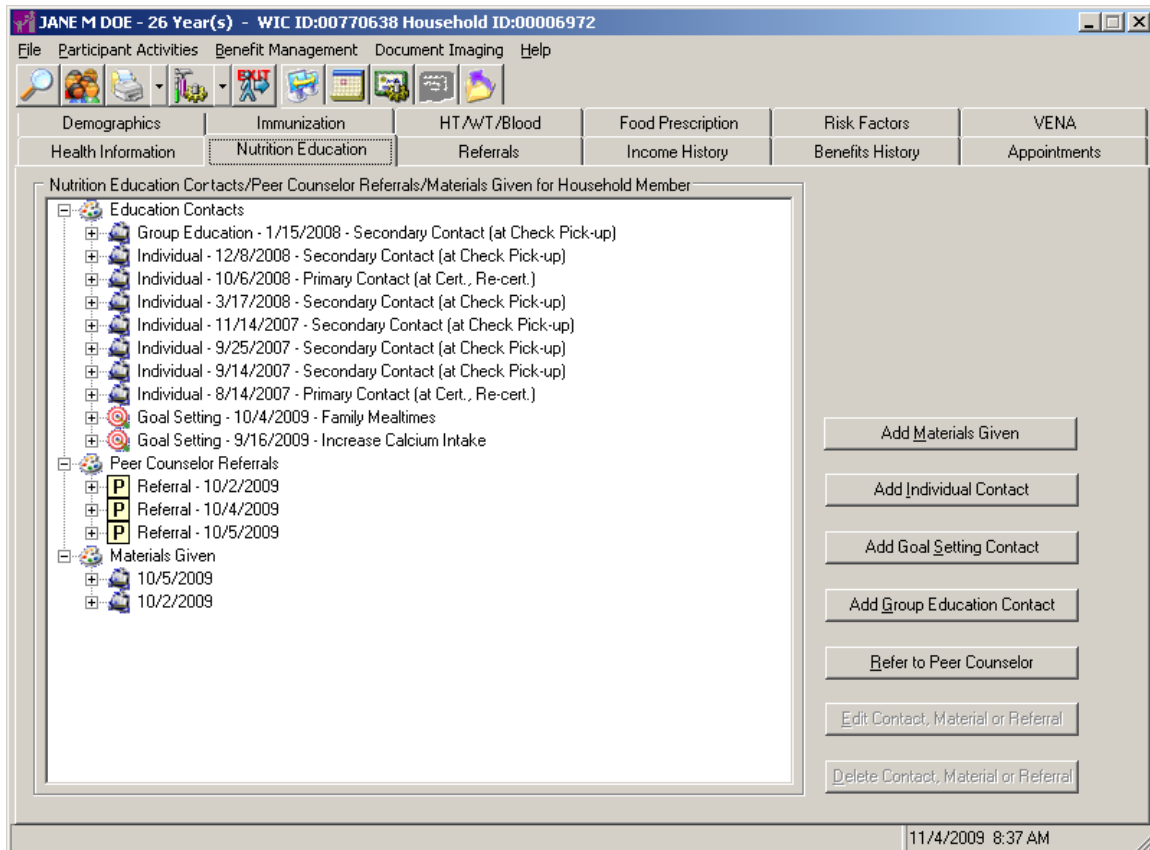 JANE M DOE - 26 Year(s) - WIC ID:00770638 Household ID:00006972
File Participant Activities Benefit Management Document Imaging Help
EXIT
Demographics Immunization HT/WT/Blood Food Prescription Risk Factors VENA
Health Information Nutrition Education Referrals Income History Benefits History Appointments
Nutrition Education Contacts/Peer Counselor Referrals/Materials Given for Household Member
Education Contacts
Group Education - 1/15/2008 - Secondary Contact (at Check Pick-up)
Individual - 12/8/2008 - Secondary Contact (at Check Pick-up)
Individual - 10/6/2008 - Primary Contact (at Cert., Re-cert.)
Individual - 3/17/2008 - Secondary Contact (at Check Pick-up)
Individual - 11/14/2007 - Secondary Contact (at Check Pick-up)
Individual - 9/25/2007 - Secondary Contact (at Check Pick-up)
Individual - 9/14/2007 - Secondary Contact (at Check Pick-up)
Individual - 8/14/2007 - Primary Contact (at Cert., Re-cert.)
Goal Setting - 10/4/2009 - Family Mealtimes
Goal Setting - 9/16/2009 - Increase Calcium Intake
Peer Counselor Referrals
P Referral - 10/2/2009
P Referral - 10/4/2009
P Referral - 10/5/2009
Materials Given
10/5/2009
10/2/2009
Add Materials Given
Add Individual Contact
Add Goal Setting Contact
Add Group Education Contact
Refer to Peer Counselor
Edit Contact, Material or Referral
Delete Contact, Material or Referral
11/4/2009 8:37 AM